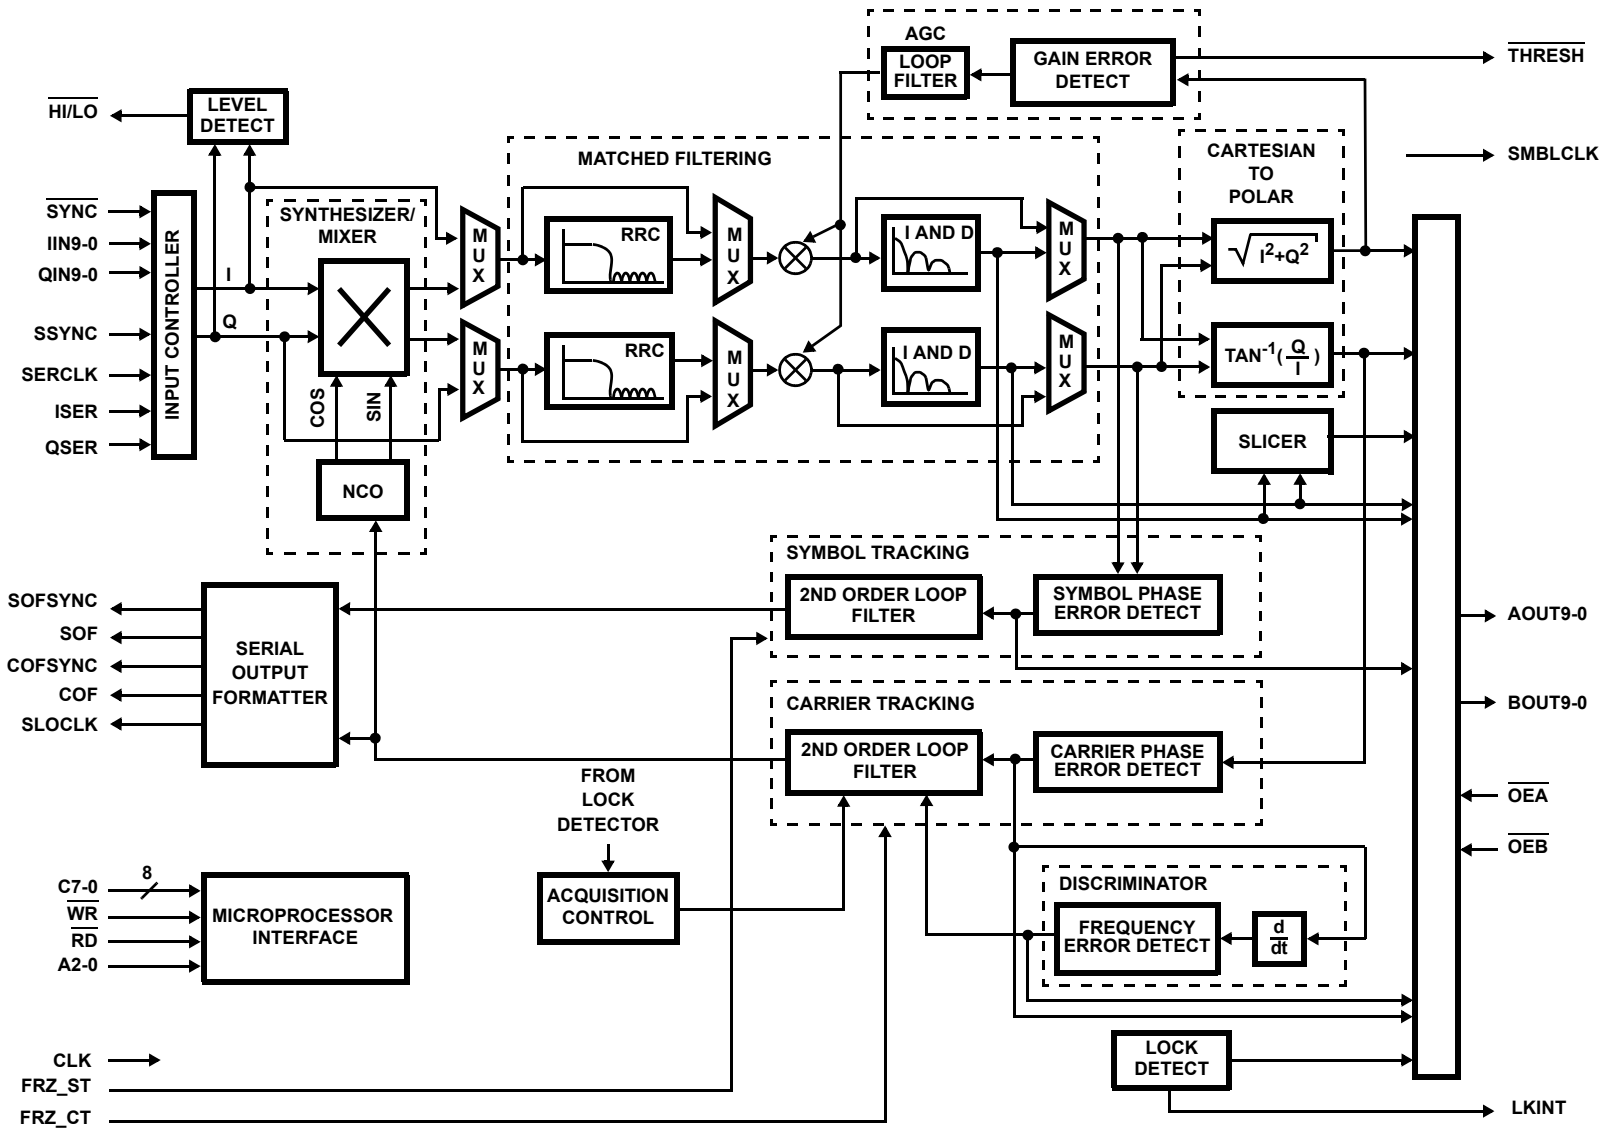 AGC
LOOP
FILTER
GAIN ERROR
DETECT
THRESH
HI/LO
LEVEL
DETECT
MATCHED FILTERING
CARTESIAN
TO
POLAR
SMBLCLK
SYNC
IIN9-0
QIN9-0
SSYNC
SERCLK
ISER
QSER
INPUT CONTROLLER
I
Q
SYNTHESIZER/
MIXER
COS
SIN
NCO
MUX
MUX
RRC
RRC
MUX
MUX
I AND D
I AND D
MUX
MUX
√I²+Q²
TAN⁻¹(Q/I)
SLICER
SYMBOL TRACKING
2ND ORDER LOOP
FILTER
SYMBOL PHASE
ERROR DETECT
SOFSYNC
SOF
COFSYNC
COF
SLOCLK
SERIAL
OUTPUT
FORMATTER
AOUT9-0
BOUT9-0
OEA
OEB
CARRIER TRACKING
2ND ORDER LOOP
FILTER
CARRIER PHASE
ERROR DETECT
FROM
LOCK
DETECTOR
ACQUISITION
CONTROL
DISCRIMINATOR
FREQUENCY
ERROR DETECT
d
dt
C7-0
8
WR
RD
A2-0
MICROPROCESSOR
INTERFACE
CLK
FRZ_ST
FRZ_CT
LOCK
DETECT
LKINT